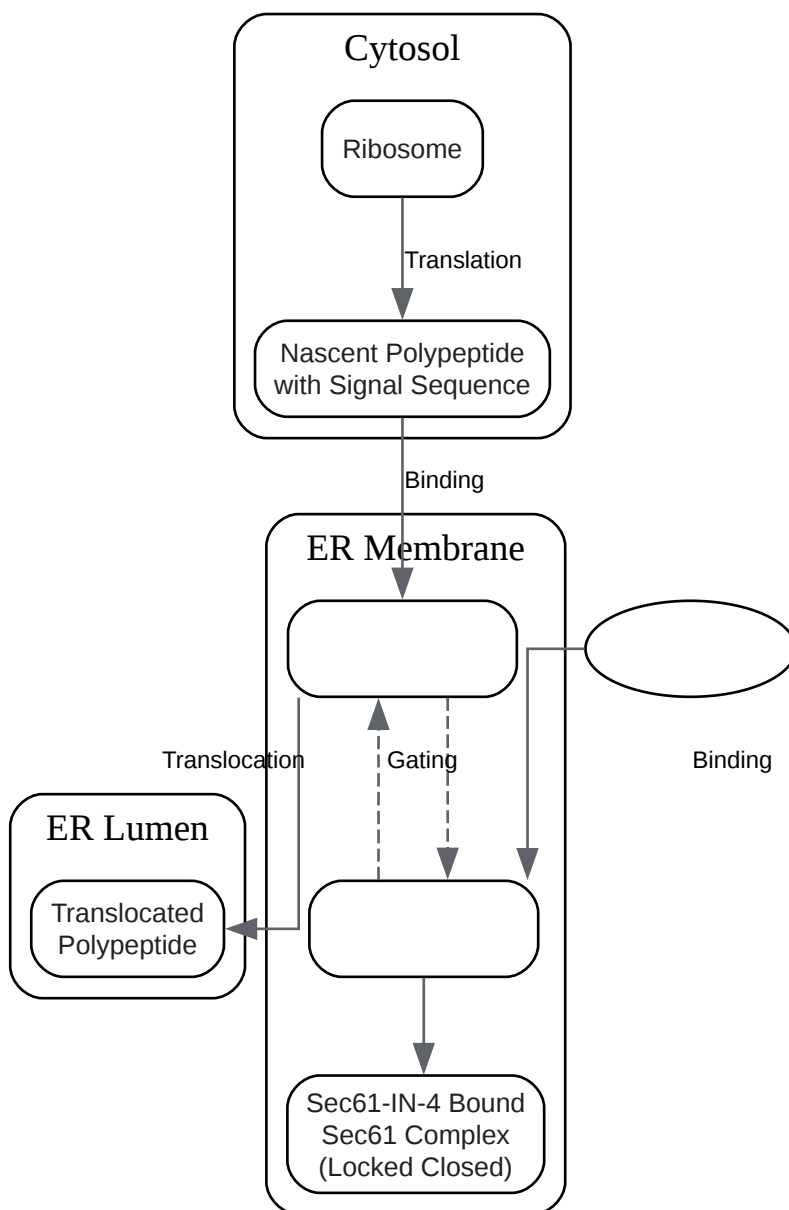 Cytosol
Ribosome
Translation
Nascent Polypeptide
with Signal Sequence
Binding
ER Membrane
Translocation
Gating
Binding
ER Lumen
Translocated
Polypeptide
Sec61-IN-4 Bound
Sec61 Complex
(Locked Closed)